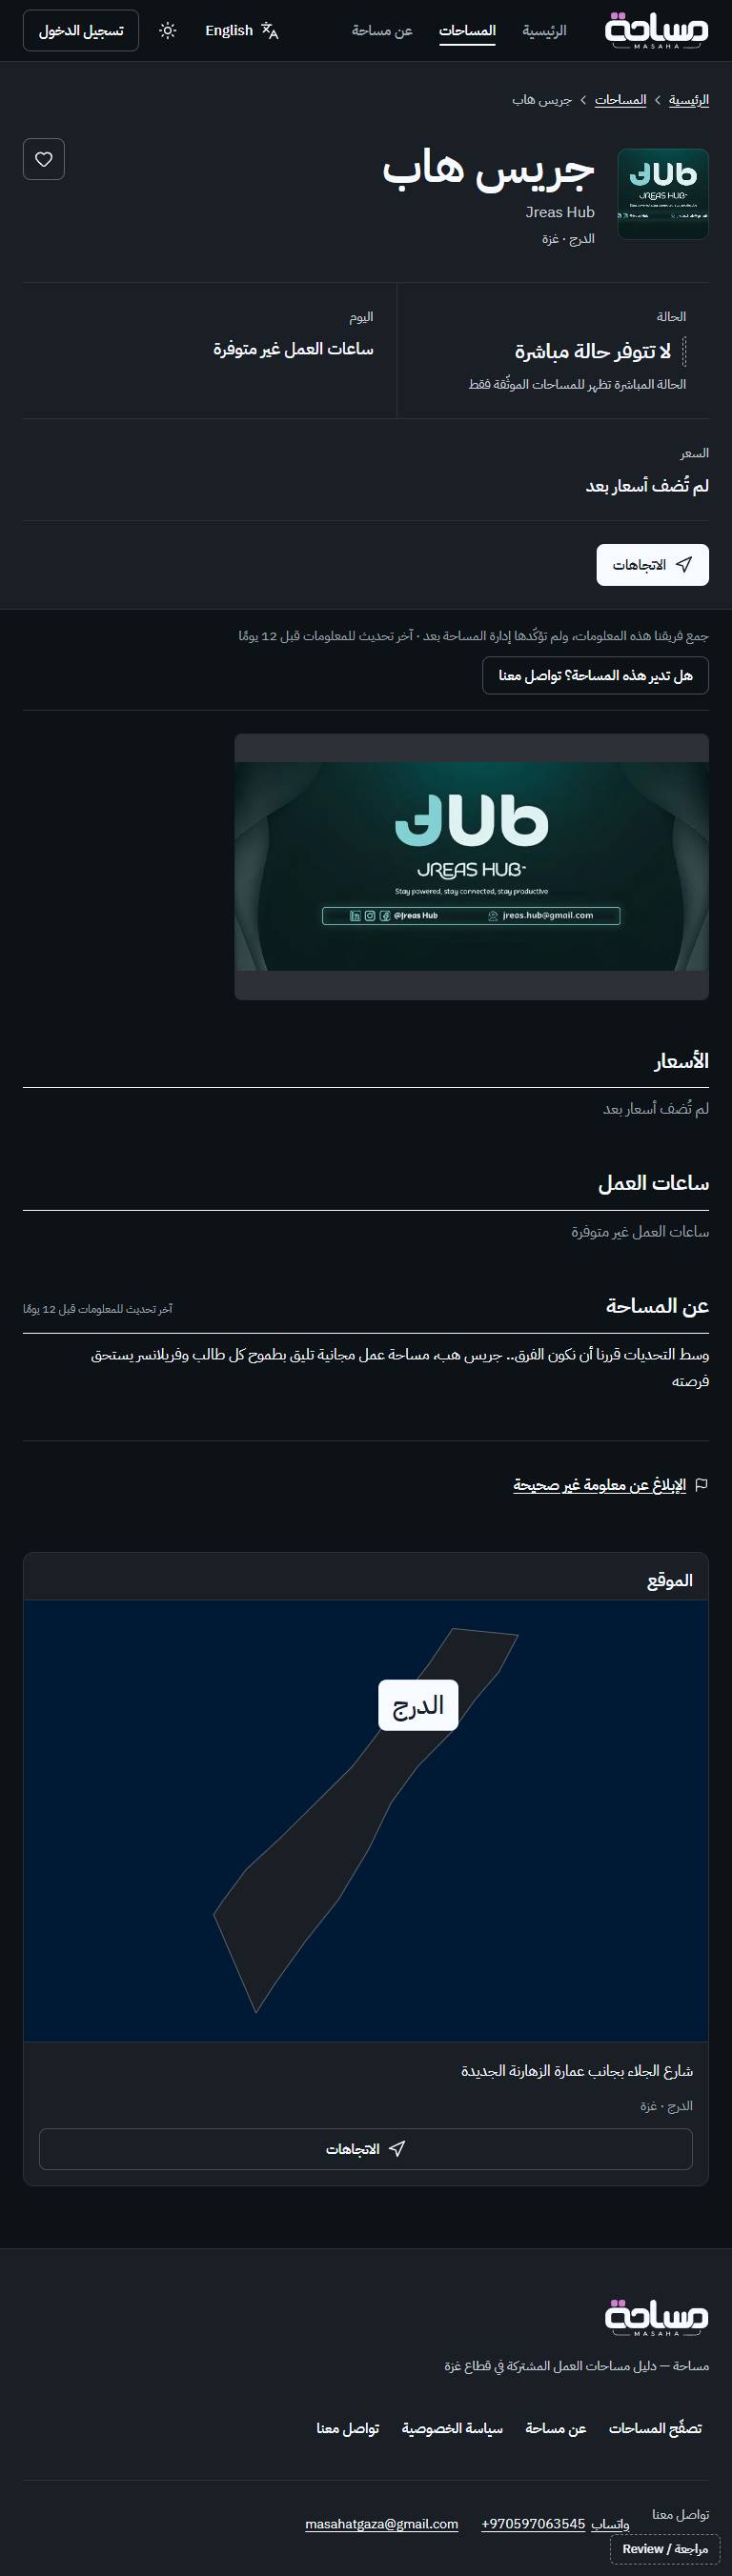 مساحة
MASAHA
الرئيسية
المساحات
عن مساحة
English
تسجيل الدخول
الرئيسية › المساحات › جريس هاب
JUb
JREAS HUB
جريس هاب
Jreas Hub
الدرج · غزة
الحالة
لا تتوفر حالة مباشرة
الحالة المباشرة تظهر للمساحات الموثّقة فقط
اليوم
ساعات العمل غير متوفرة
السعر
لم تُضف أسعار بعد
الاتجاهات
جمع فريقنا هذه المعلومات، ولم تؤكّدها إدارة المساحة بعد · آخر تحديث للمعلومات قبل 12 يومًا
هل تدير هذه المساحة؟ تواصل معنا
JUb
JREAS HUB
Stay powered, stay connected, stay productive
@Jreas Hub
jreas.hub@gmail.com
الأسعار
لم تُضف أسعار بعد
ساعات العمل
ساعات العمل غير متوفرة
عن المساحة
آخر تحديث للمعلومات قبل 12 يومًا
وسط التحديات قررنا أن نكون الفرق.. جريس هب، مساحة عمل مجانية تليق بطموح كل طالب وفريلانسر يستحق
فرصته
الإبلاغ عن معلومة غير صحيحة
الموقع
الدرج
شارع الجلاء بجانب عمارة الزهارنة الجديدة
الدرج · غزة
الاتجاهات
مساحة
MASAHA
مساحة — دليل مساحات العمل المشتركة في قطاع غزة
تصفّح المساحات
عن مساحة
سياسة الخصوصية
تواصل معنا
تواصل معنا
واتساب +970597063545
masahatgaza@gmail.com
مراجعة / Review